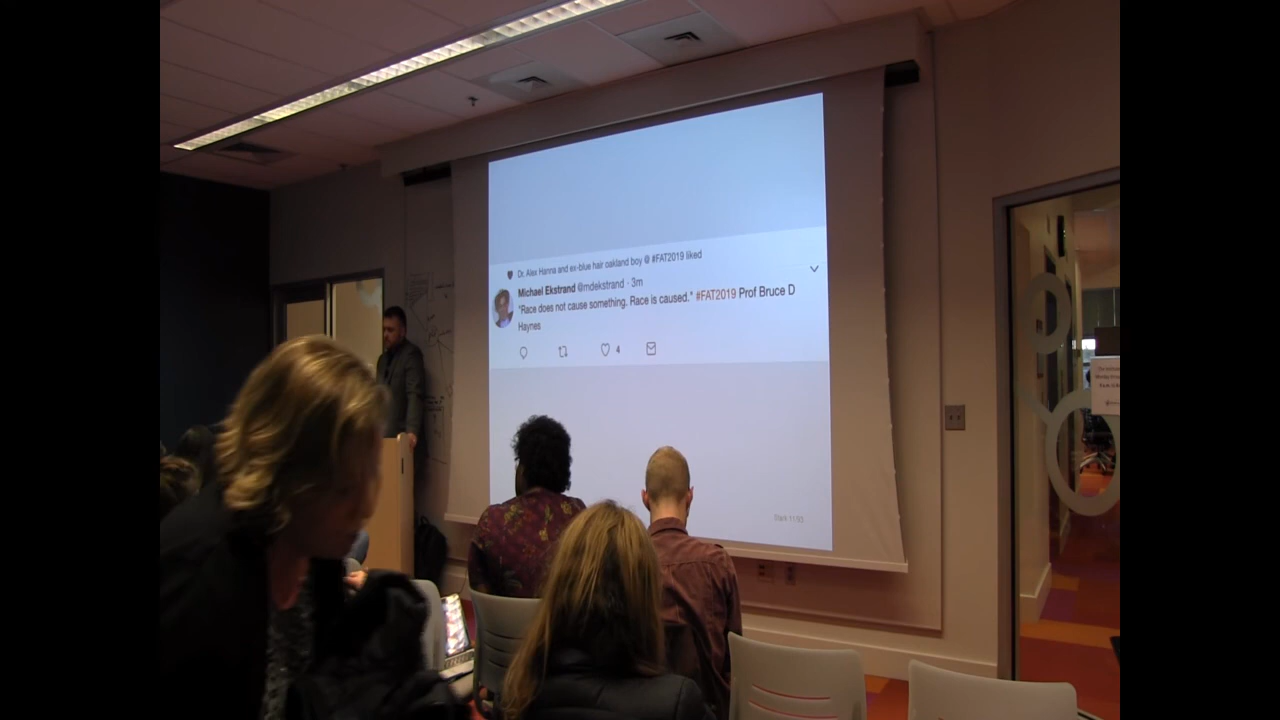 Dr. Alex Hanna and ex-blue hair oakland boy @ #FAT2019 liked
Michael Ekstrand @mdekstrand · 3m
"Race does not cause something. Race is caused." #FAT2019 Prof Bruce D
Haynes
4